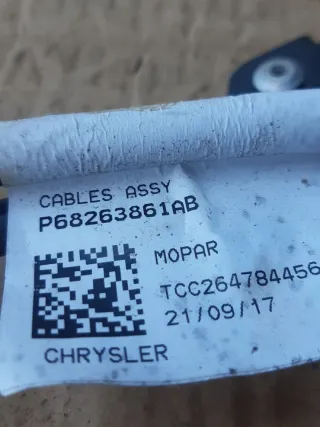 CABLES ASSY
P68263861AB
MOPAR
TCC264784456
21/09/17
CHRYSLER